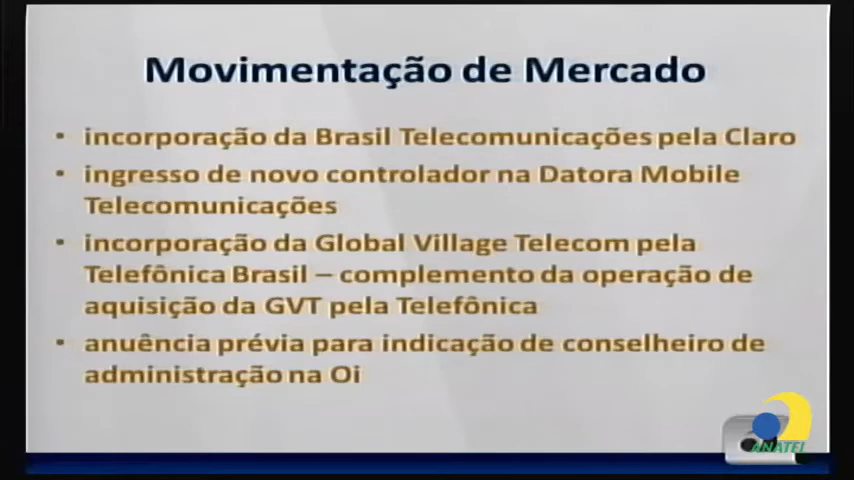 Movimentação de Mercado
• incorporação da Brasil Telecomunicações pela Claro
• ingresso de novo controlador na Datora Mobile
Telecomunicações
• incorporação da Global Village Telecom pela
Telefônica Brasil – complemento da operação de
aquisição da GVT pela Telefônica
• anuência prévia para indicação de conselheiro de
administração na Oi
ANATEL